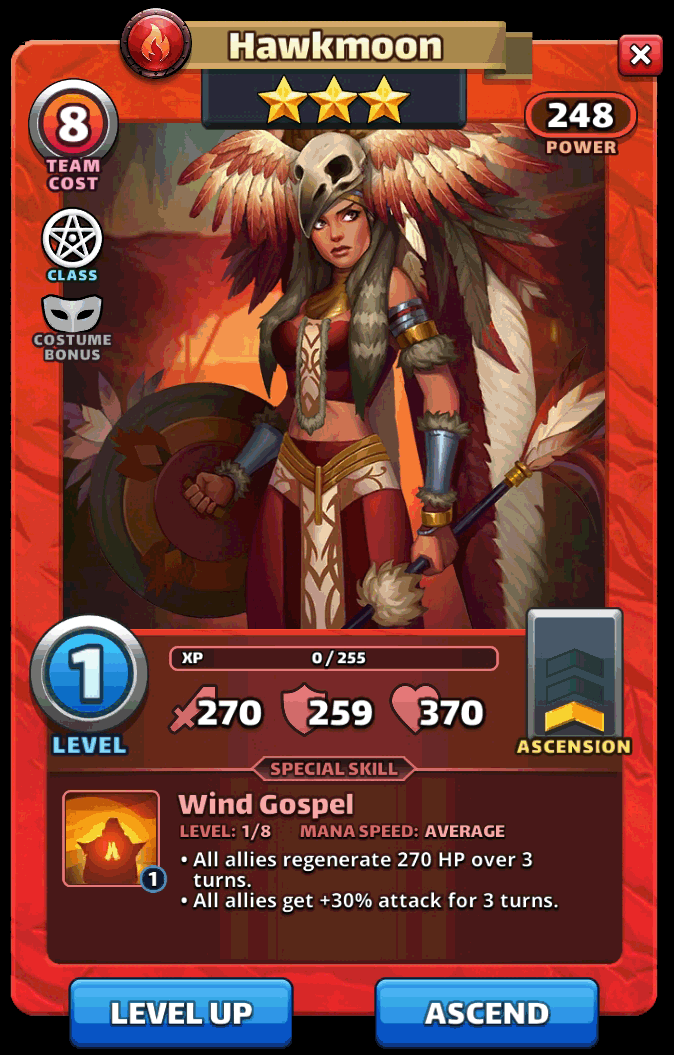 Hawkmoon
8
TEAM
COST
248
POWER
CLASS
COSTUME
BONUS
1
LEVEL
XP 0/255
270 259 370
ASCENSION
SPECIAL SKILL
Wind Gospel
LEVEL: 1/8 MANA SPEED: AVERAGE
1
• All allies regenerate 270 HP over 3
turns.
• All allies get +30% attack for 3 turns.
LEVEL UP
ASCEND